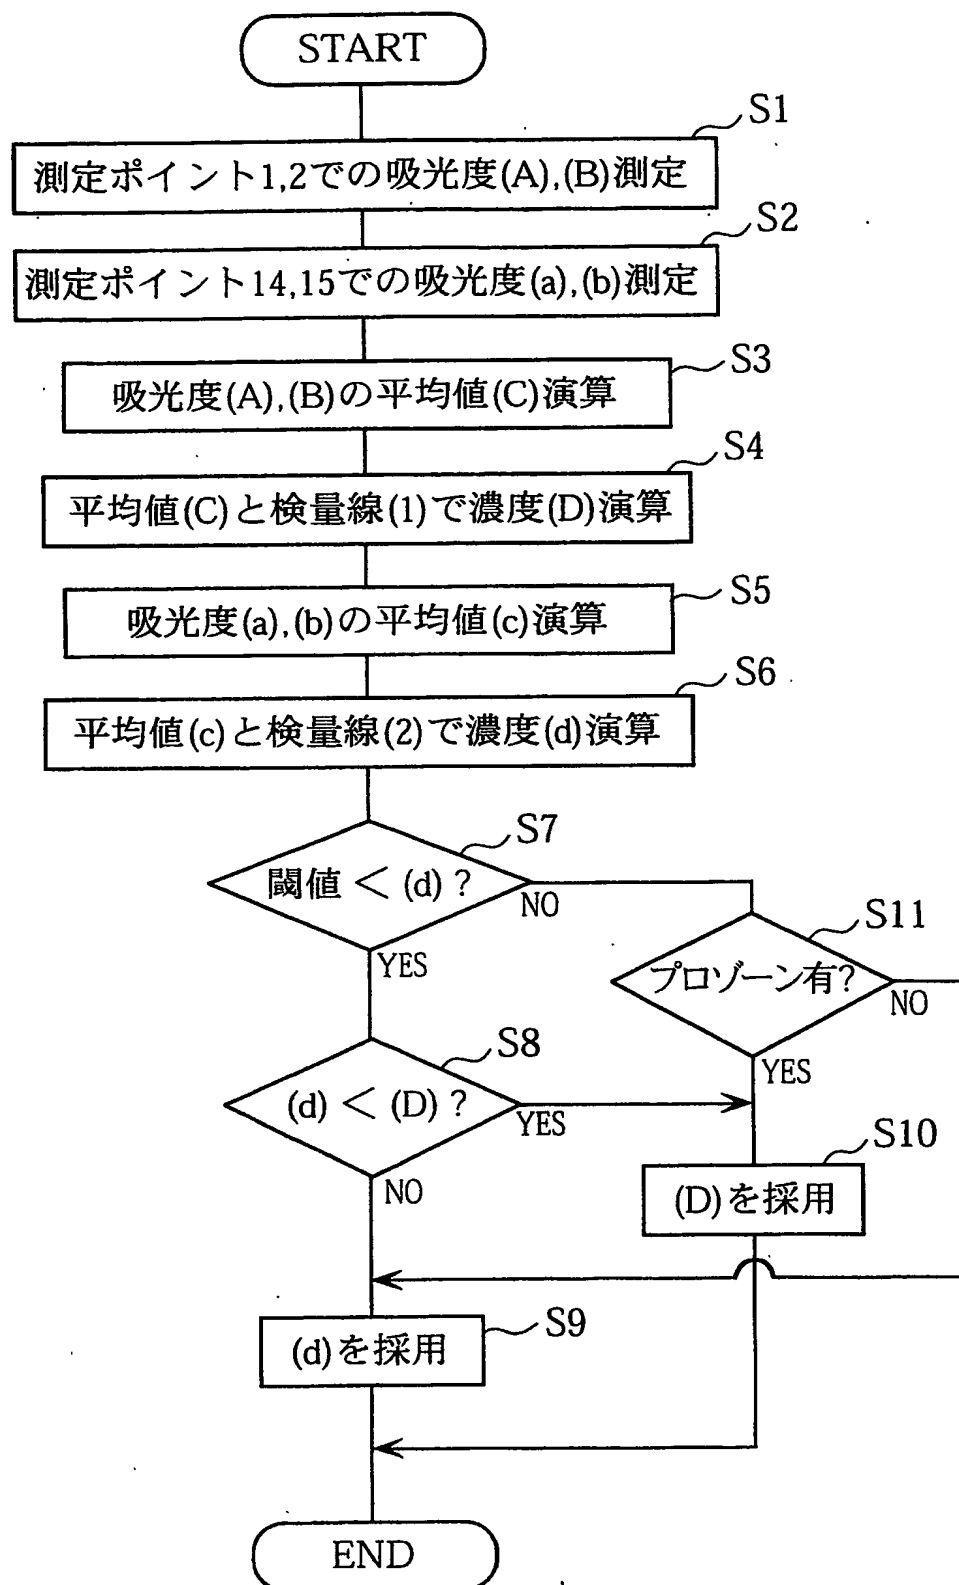 START
S1
測定ポイント1,2での吸光度(A),(B)測定
S2
測定ポイント14,15での吸光度(a),(b)測定
S3
吸光度(A),(B)の平均値(C)演算
S4
平均値(C)と検量線(1)で濃度(D)演算
S5
吸光度(a),(b)の平均値(c)演算
S6
平均値(c)と検量線(2)で濃度(d)演算
S7
閾値 < (d) ?
NO
YES
S11
プロゾーン有?
NO
YES
S8
(d) < (D) ?
YES
NO
S10
(D)を採用
S9
(d)を採用
END